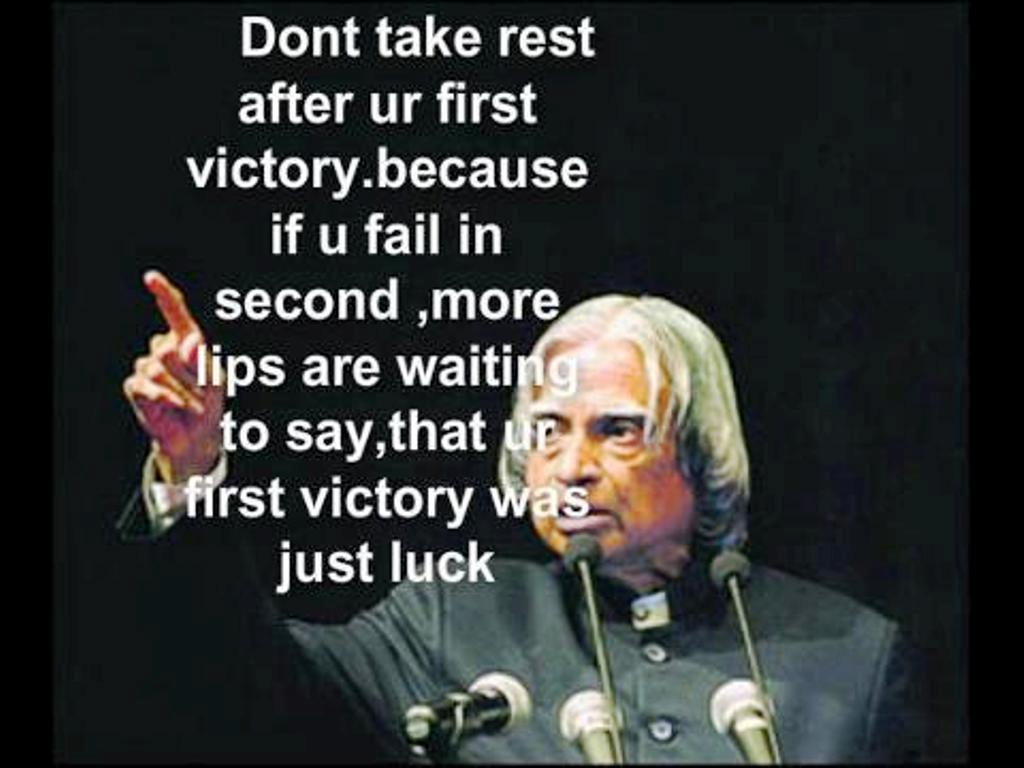 Dont take rest
after ur first
victory.because
if u fail in
second ,more
lips are waiting
to say,that ur
first victory was
just luck